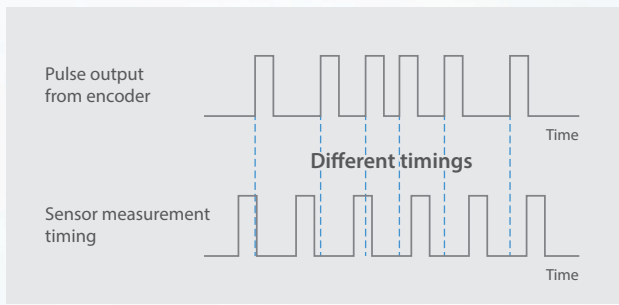 Pulse output
from encoder
Time
Different timings
Sensor measurement
timing
Time